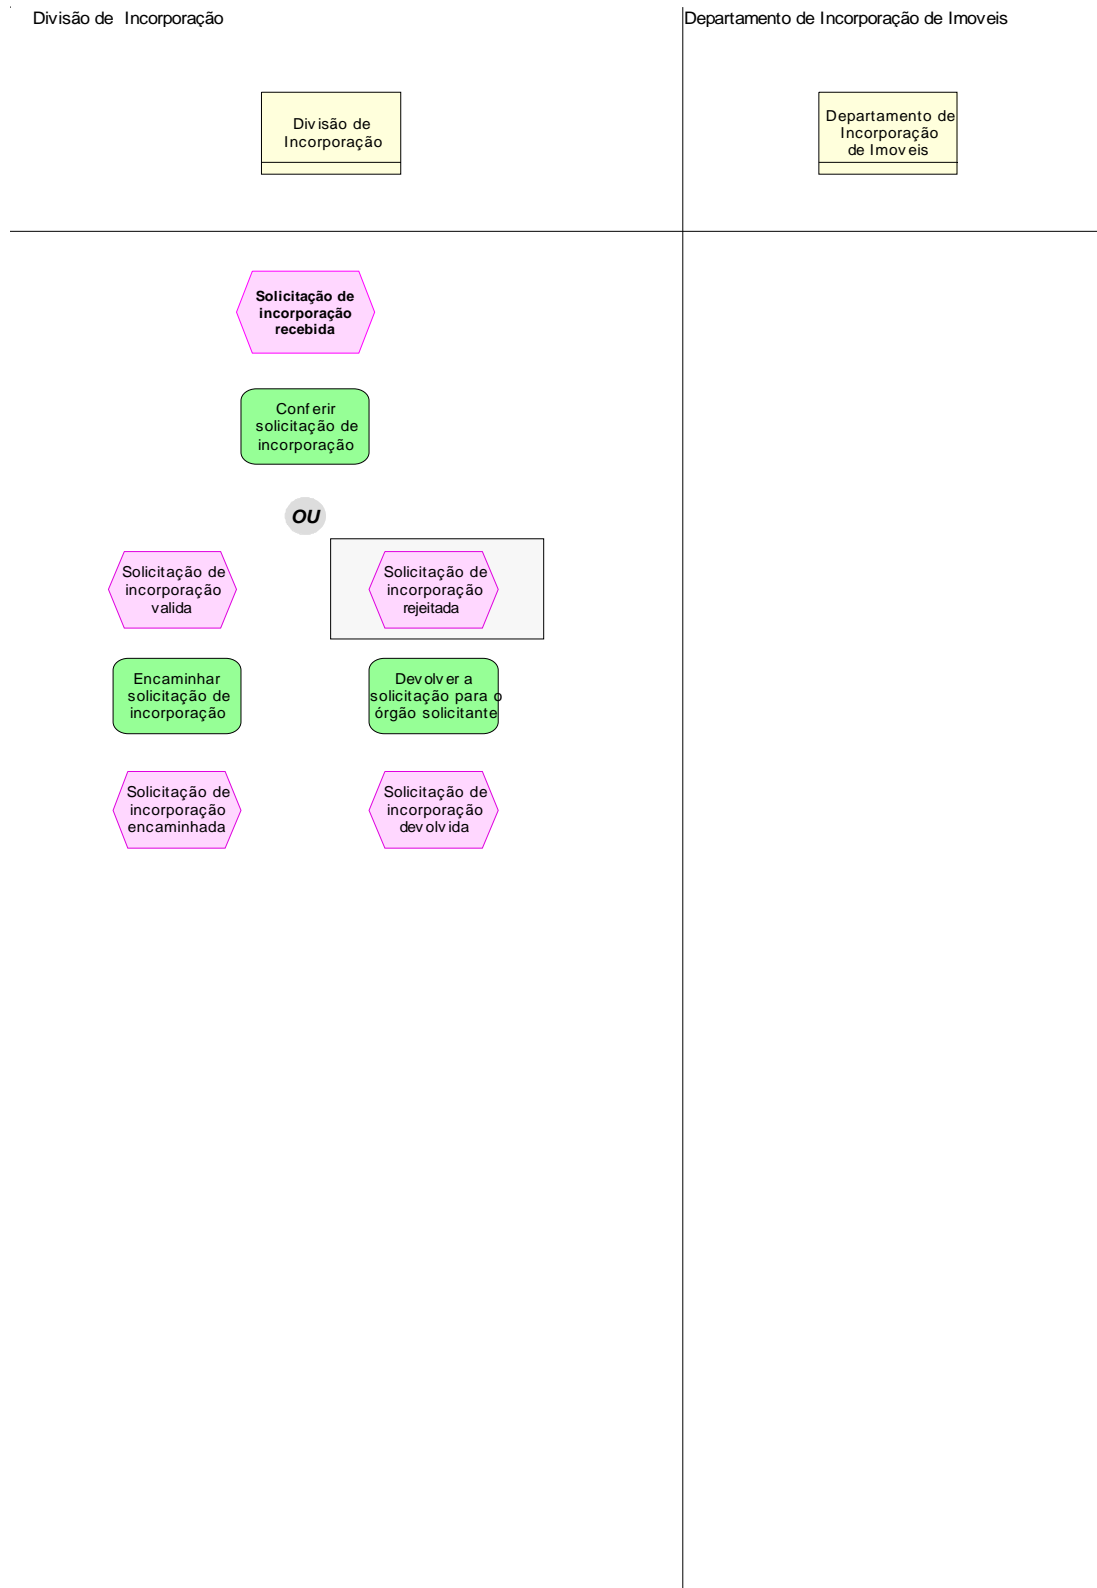 Divisão de Incorporação
Departamento de Incorporação de Imoveis
Divisão de
Incorporação
Departamento de
Incorporação
de Imoveis
Solicitação de
incorporação
recebida
Conferir
solicitação de
incorporação
OU
Solicitação de
incorporação
valida
Solicitação de
incorporação
rejeitada
Encaminhar
solicitação de
incorporação
Devolver a
solicitação para o
órgão solicitante
Solicitação de
incorporação
encaminhada
Solicitação de
incorporação
devolvida